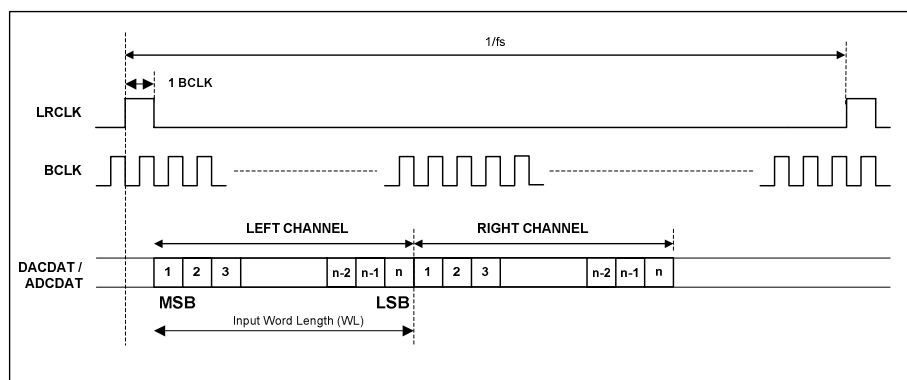 1/fs
1 BCLK
LRCLK
BCLK
LEFT CHANNEL RIGHT CHANNEL
DACDAT /
ADCDAT
1 2 3 n-2 n-1 n 1 2 3 n-2 n-1 n
MSB LSB
Input Word Length (WL)